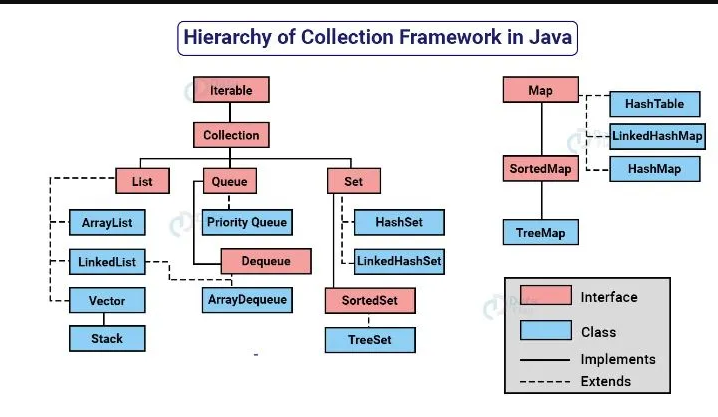 Hierarchy of Collection Framework in Java
Iterable
Collection
List
Queue
Set
ArrayList
Priority Queue
HashSet
LinkedList
Dequeue
LinkedHashSet
Vector
ArrayDequeue
SortedSet
Stack
TreeSet
Map
HashTable
LinkedHashMap
SortedMap
HashMap
TreeMap
Interface
Class
Implements
Extends